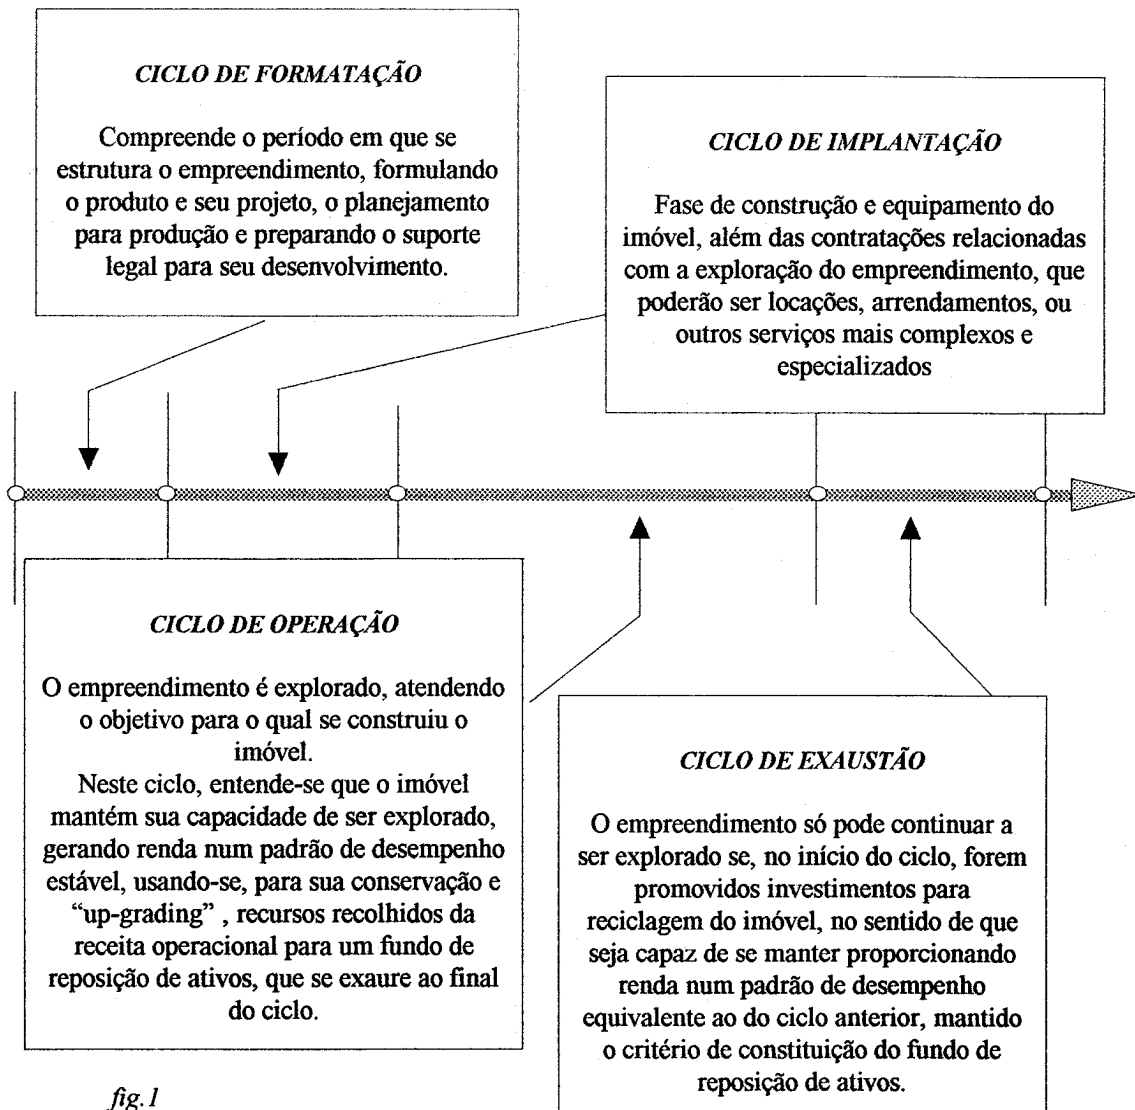 CICLO DE FORMATAÇÃO
Compreende o período em que se
estrutura o empreendimento, formulando
o produto e seu projeto, o planejamento
para produção e preparando o suporte
legal para seu desenvolvimento.
CICLO DE IMPLANTAÇÃO
Fase de construção e equipamento do
imóvel, além das contratações relacionadas
com a exploração do empreendimento, que
poderão ser locações, arrendamentos, ou
outros serviços mais complexos e
especializados
CICLO DE OPERAÇÃO
O empreendimento é explorado, atendendo
o objetivo para o qual se construiu o
imóvel.
Neste ciclo, entende-se que o imóvel
mantém sua capacidade de ser explorado,
gerando renda num padrão de desempenho
estável, usando-se, para sua conservação e
“up-grading” , recursos recolhidos da
receita operacional para um fundo de
reposição de ativos, que se exaure ao final
do ciclo.
CICLO DE EXAUSTÃO
O empreendimento só pode continuar a
ser explorado se, no início do ciclo, forem
promovidos investimentos para
reciclagem do imóvel, no sentido de que
seja capaz de se manter proporcionando
renda num padrão de desempenho
equivalente ao do ciclo anterior, mantido
o critério de constituição do fundo de
reposição de ativos.
fig.1